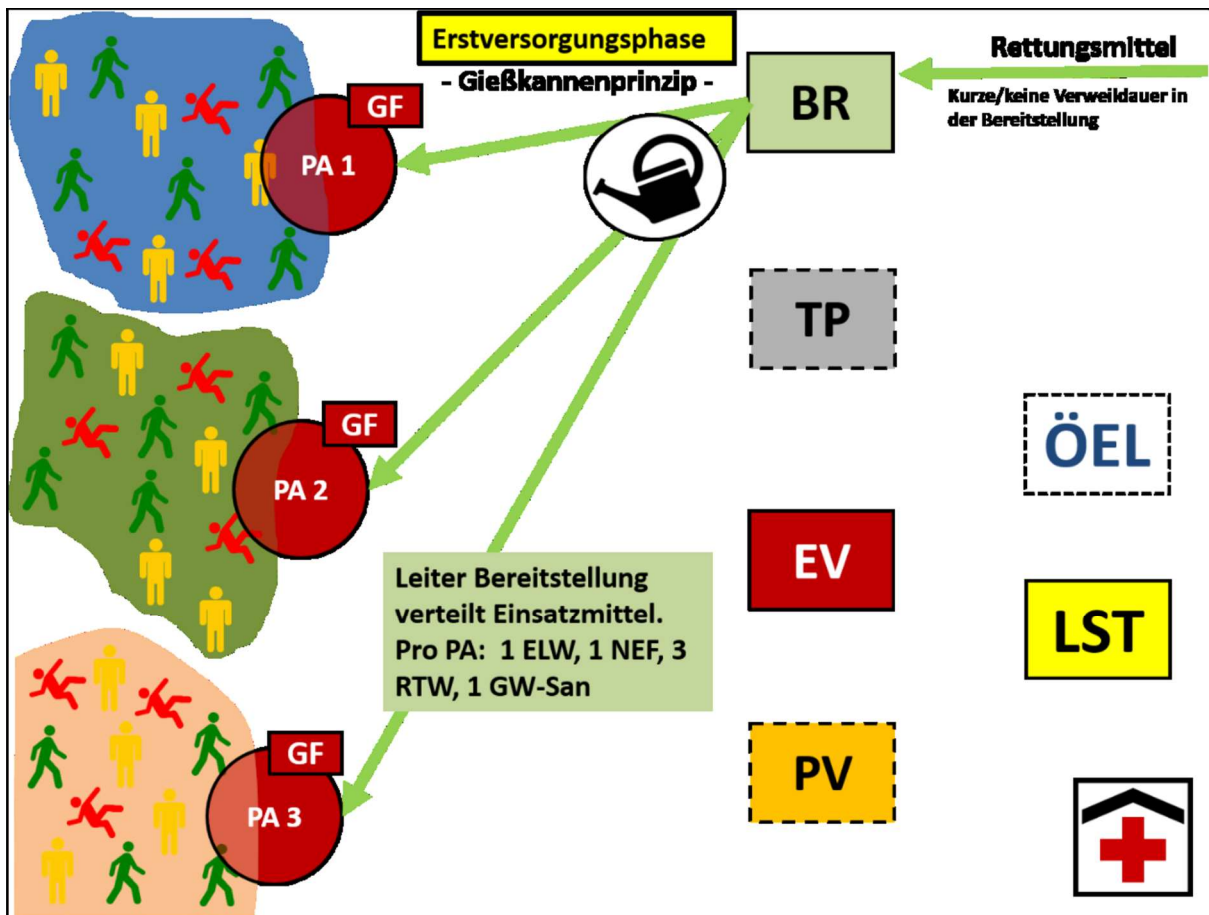 Erstversorgungsphase
- Gießkannenprinzip -
BR
Rettungsmittel
Kurze/keine Verweildauer in
der Bereitstellung
GF
PA 1
TP
ÖEL
GF
PA 2
EV
Leiter Bereitstellung
verteilt Einsatzmittel.
Pro PA: 1 ELW, 1 NEF, 3
RTW, 1 GW-San
LST
GF
PA 3
PV